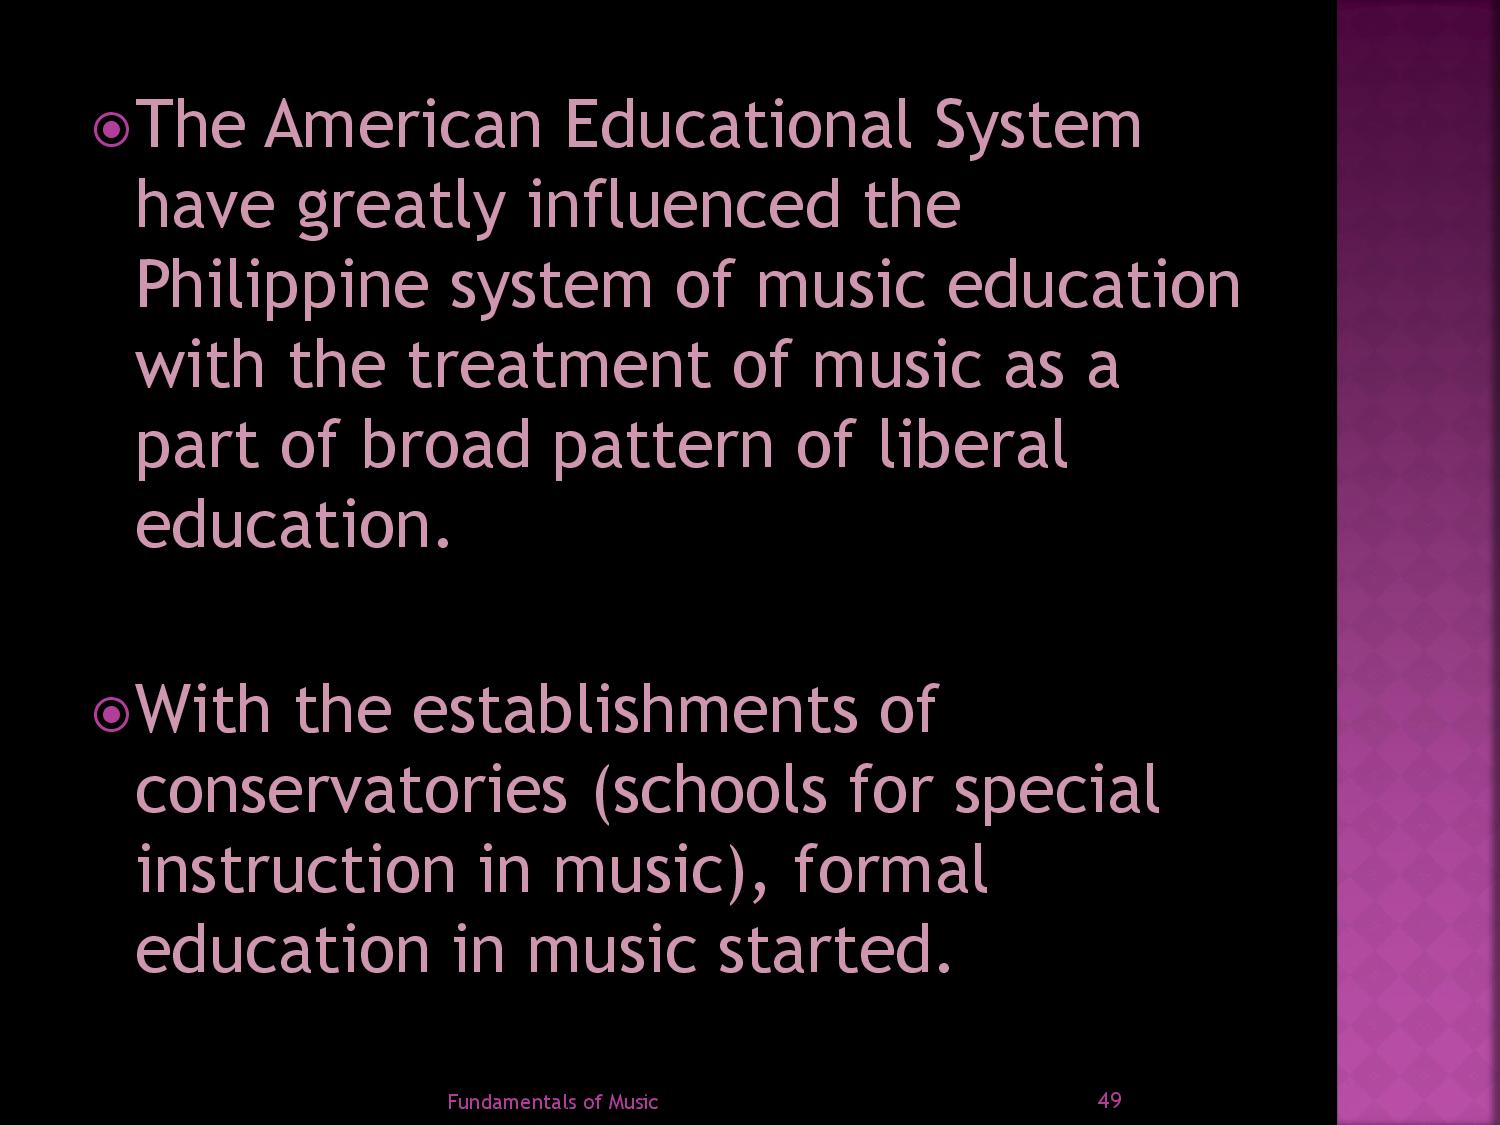 The American Educational System
have greatly influenced the
Philippine system of music education
with the treatment of music as a
part of broad pattern of liberal
education.
With the establishments of
conservatories (schools for special
instruction in music), formal
education in music started.
Fundamentals of Music
49